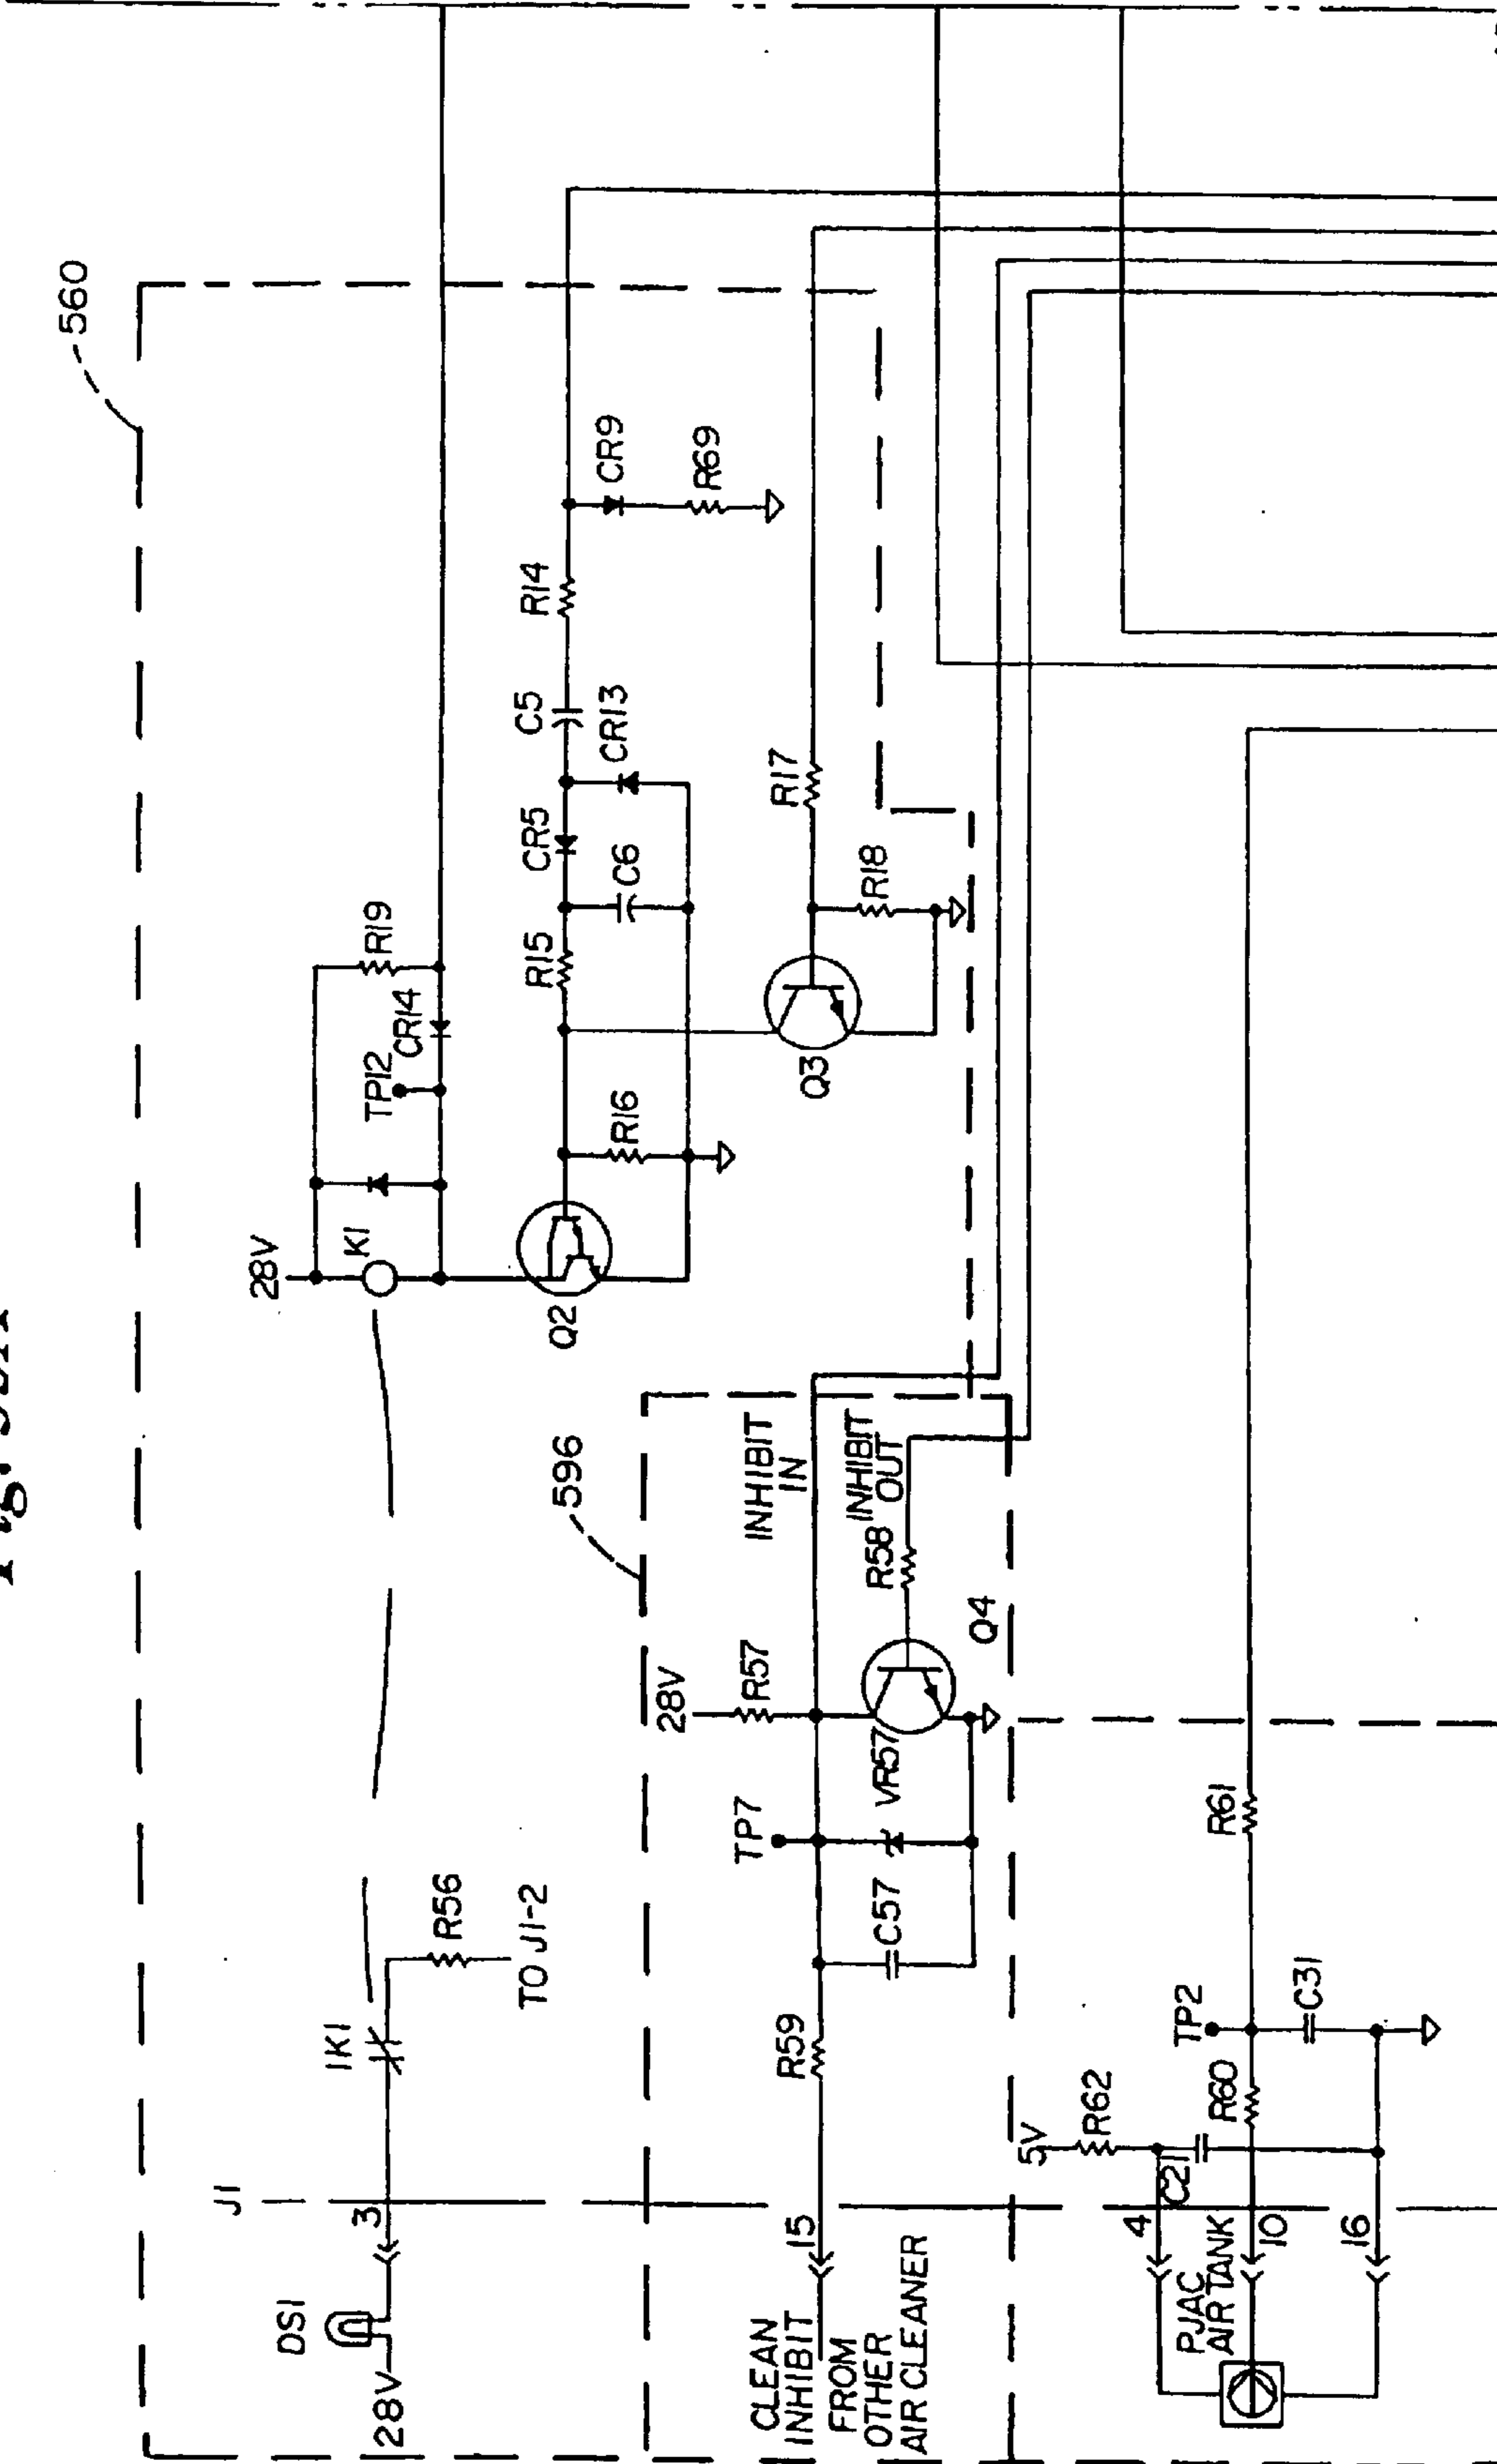 560
28V
K1
TP12
CR14
R19
Q2
R16
R15
CR5
C6
C5
CR13
R14
CR9
R69
Q3
R17
R18
J1
DS1
28V
3
1K1
R56
TO J1-2
596
CLEAN
INHIBIT
FROM
OTHER
AIR CLEANER
15
R59
C57
TP7
VR57
28V
R57
Q4
R58
INHIBIT
IN
INHIBIT
OUT
PJAC
AIR TANK
4
10
16
5V
R62
C21
R60
TP2
C31
R61